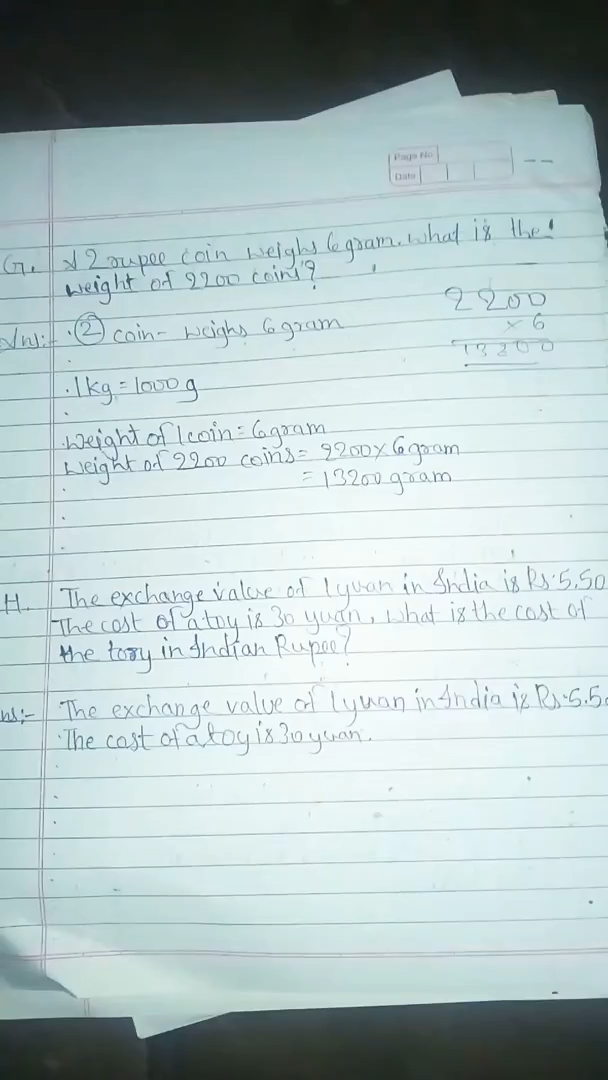 Page No
Date
G. A 2 rupee coin weighs 6 gram. what is the
weight of 2200 coins?
Ans:- ② coin - weighs 6 gram
2200
× 6
13200
1kg = 1000 g
Weight of 1 coin = 6 gram
Weight of 2200 coins = 2200 × 6 gram
= 13200 gram
H. The exchange value of 1 yuan in India is Rs. 5.50
The cost of a toy is 30 yuan, what is the cost of
the toy in Indian Rupee?
ns:- The exchange value of 1 yuan in India is Rs. 5.5
The cost of a toy is 30 yuan.